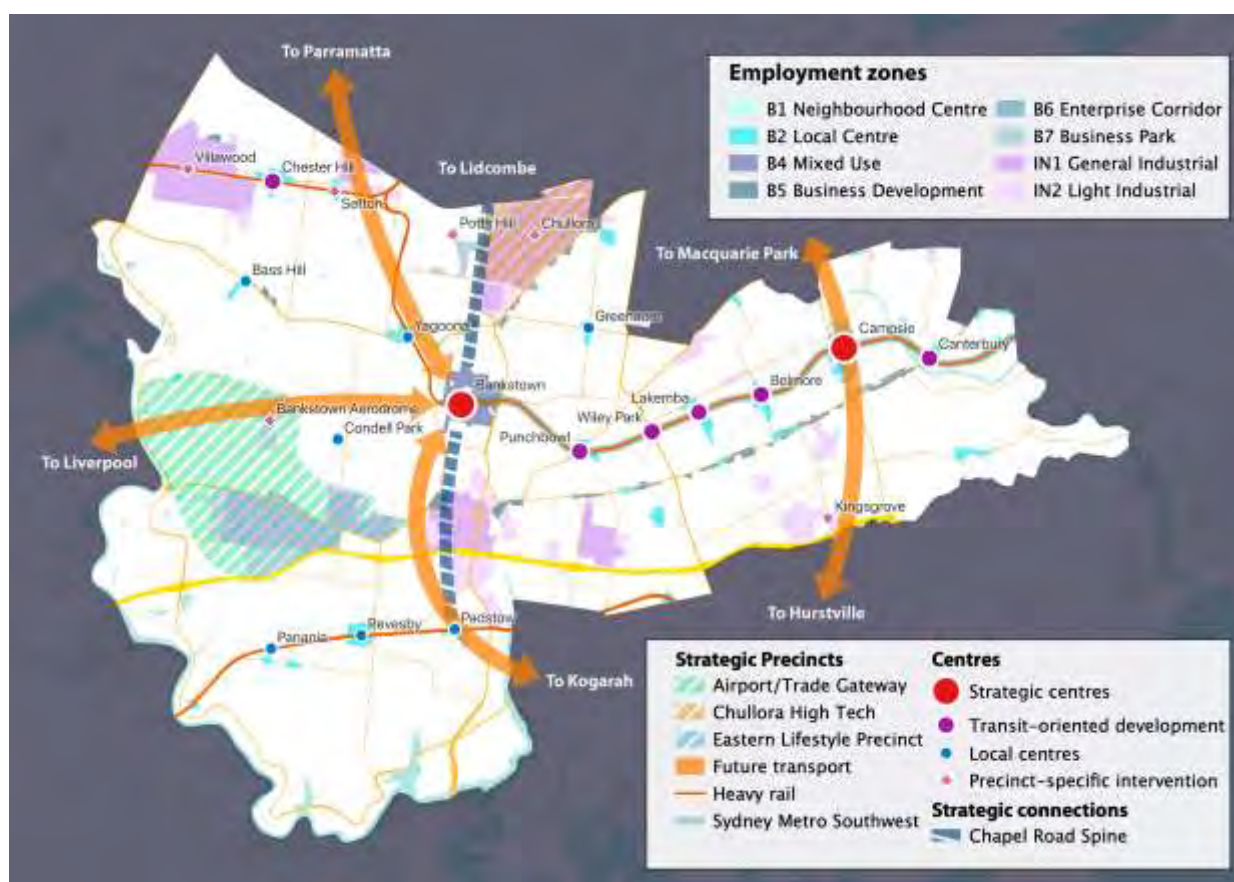 To Parramatta
Employment zones
B1 Neighbourhood Centre
B2 Local Centre
B4 Mixed Use
B5 Business Development
B6 Enterprise Corridor
B7 Business Park
IN1 General Industrial
IN2 Light Industrial
Villawood
Chester Hill
Sefton
To Lidcombe
Potts Hill
Chullora
To Macquarie Park
Bass Hill
Yagoona
Greenacre
Campsie
Canterbury
Bankstown
Belmore
Lakemba
Wiley Park
Punchbowl
Bankstown Aerodrome
Condell Park
To Liverpool
Kingsgrove
To Hurstville
Panania
Revesby
Padstow
To Kogarah
Strategic Precincts
Airport/Trade Gateway
Chullora High Tech
Eastern Lifestyle Precinct
Future transport
Heavy rail
Sydney Metro Southwest
Centres
Strategic centres
Transit-oriented development
Local centres
Precinct-specific intervention
Strategic connections
Chapel Road Spine